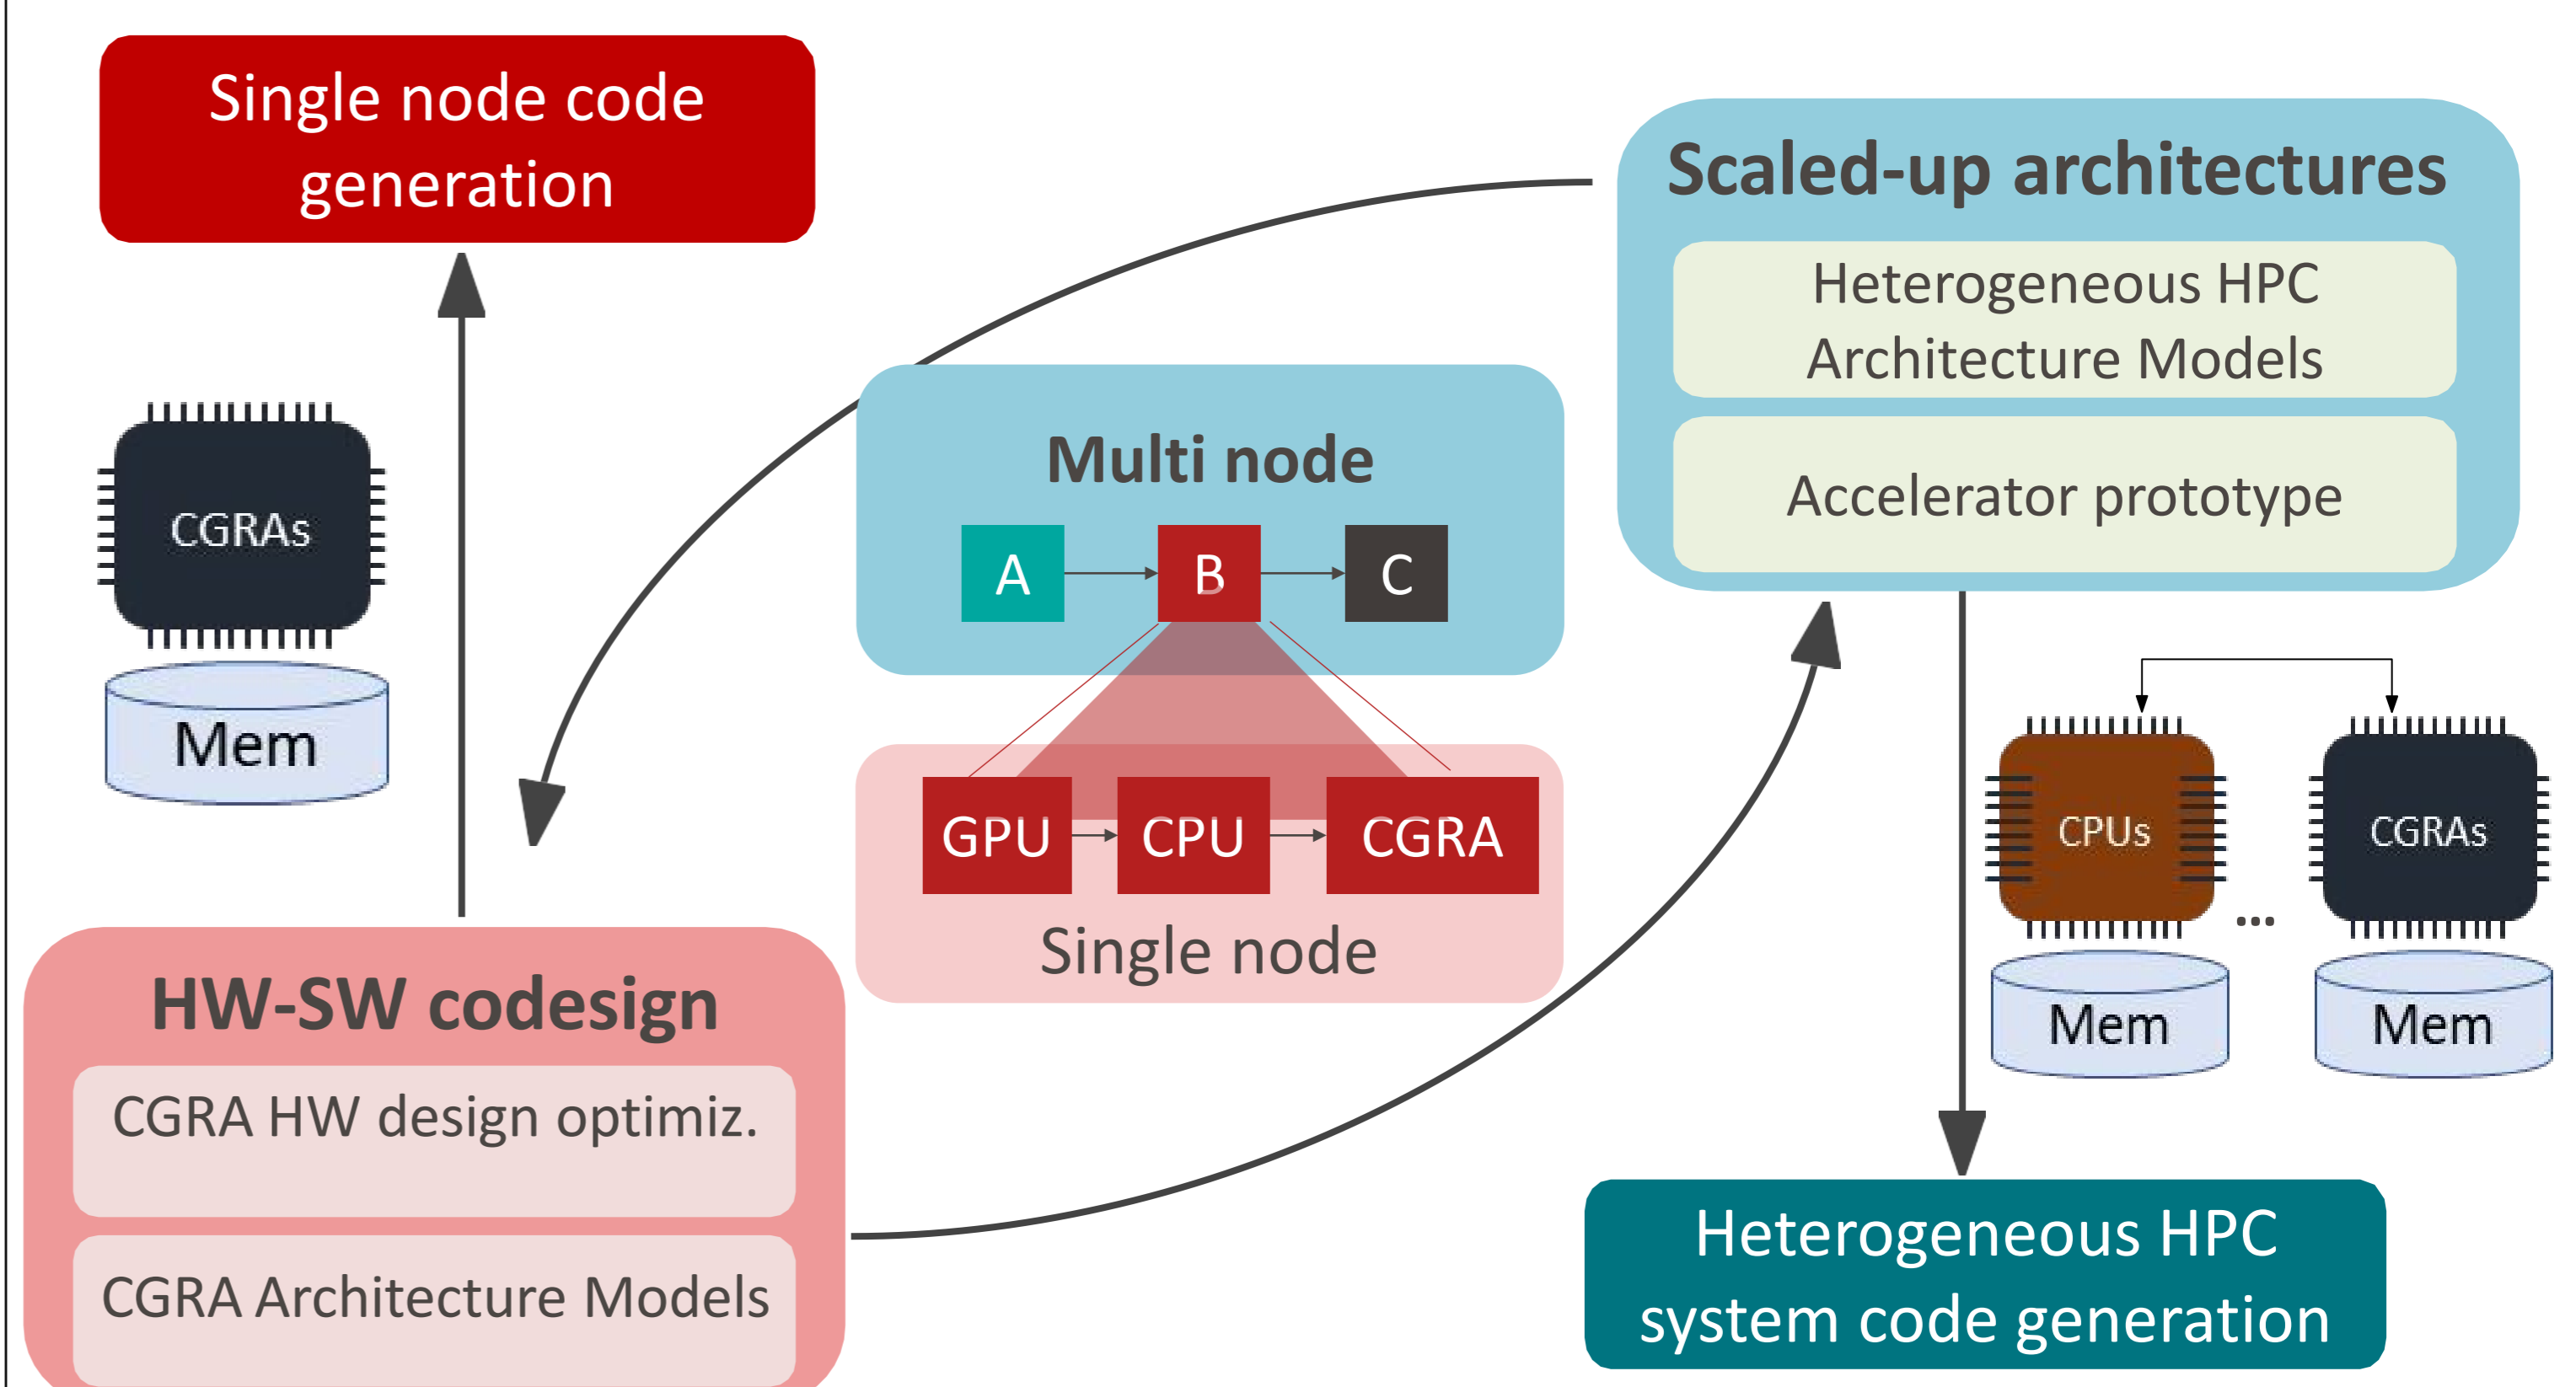 Single node code
generation
CGRAs
Mem
HW-SW codesign
CGRA HW design optimiz.
CGRA Architecture Models
Multi node
A
B
C
GPU
CPU
CGRA
Single node
Scaled-up architectures
Heterogeneous HPC
Architecture Models
Accelerator prototype
CPUs
...
CGRAs
Mem
Mem
Heterogeneous HPC
system code generation